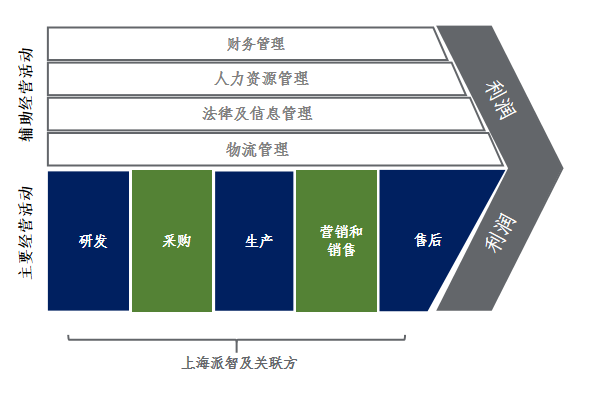 辅助经营活动
财务管理
人力资源管理
法律及信息管理
物流管理
利润
主要经营活动
研发
采购
生产
营销和
销售
售后
利润
上海派智及关联方